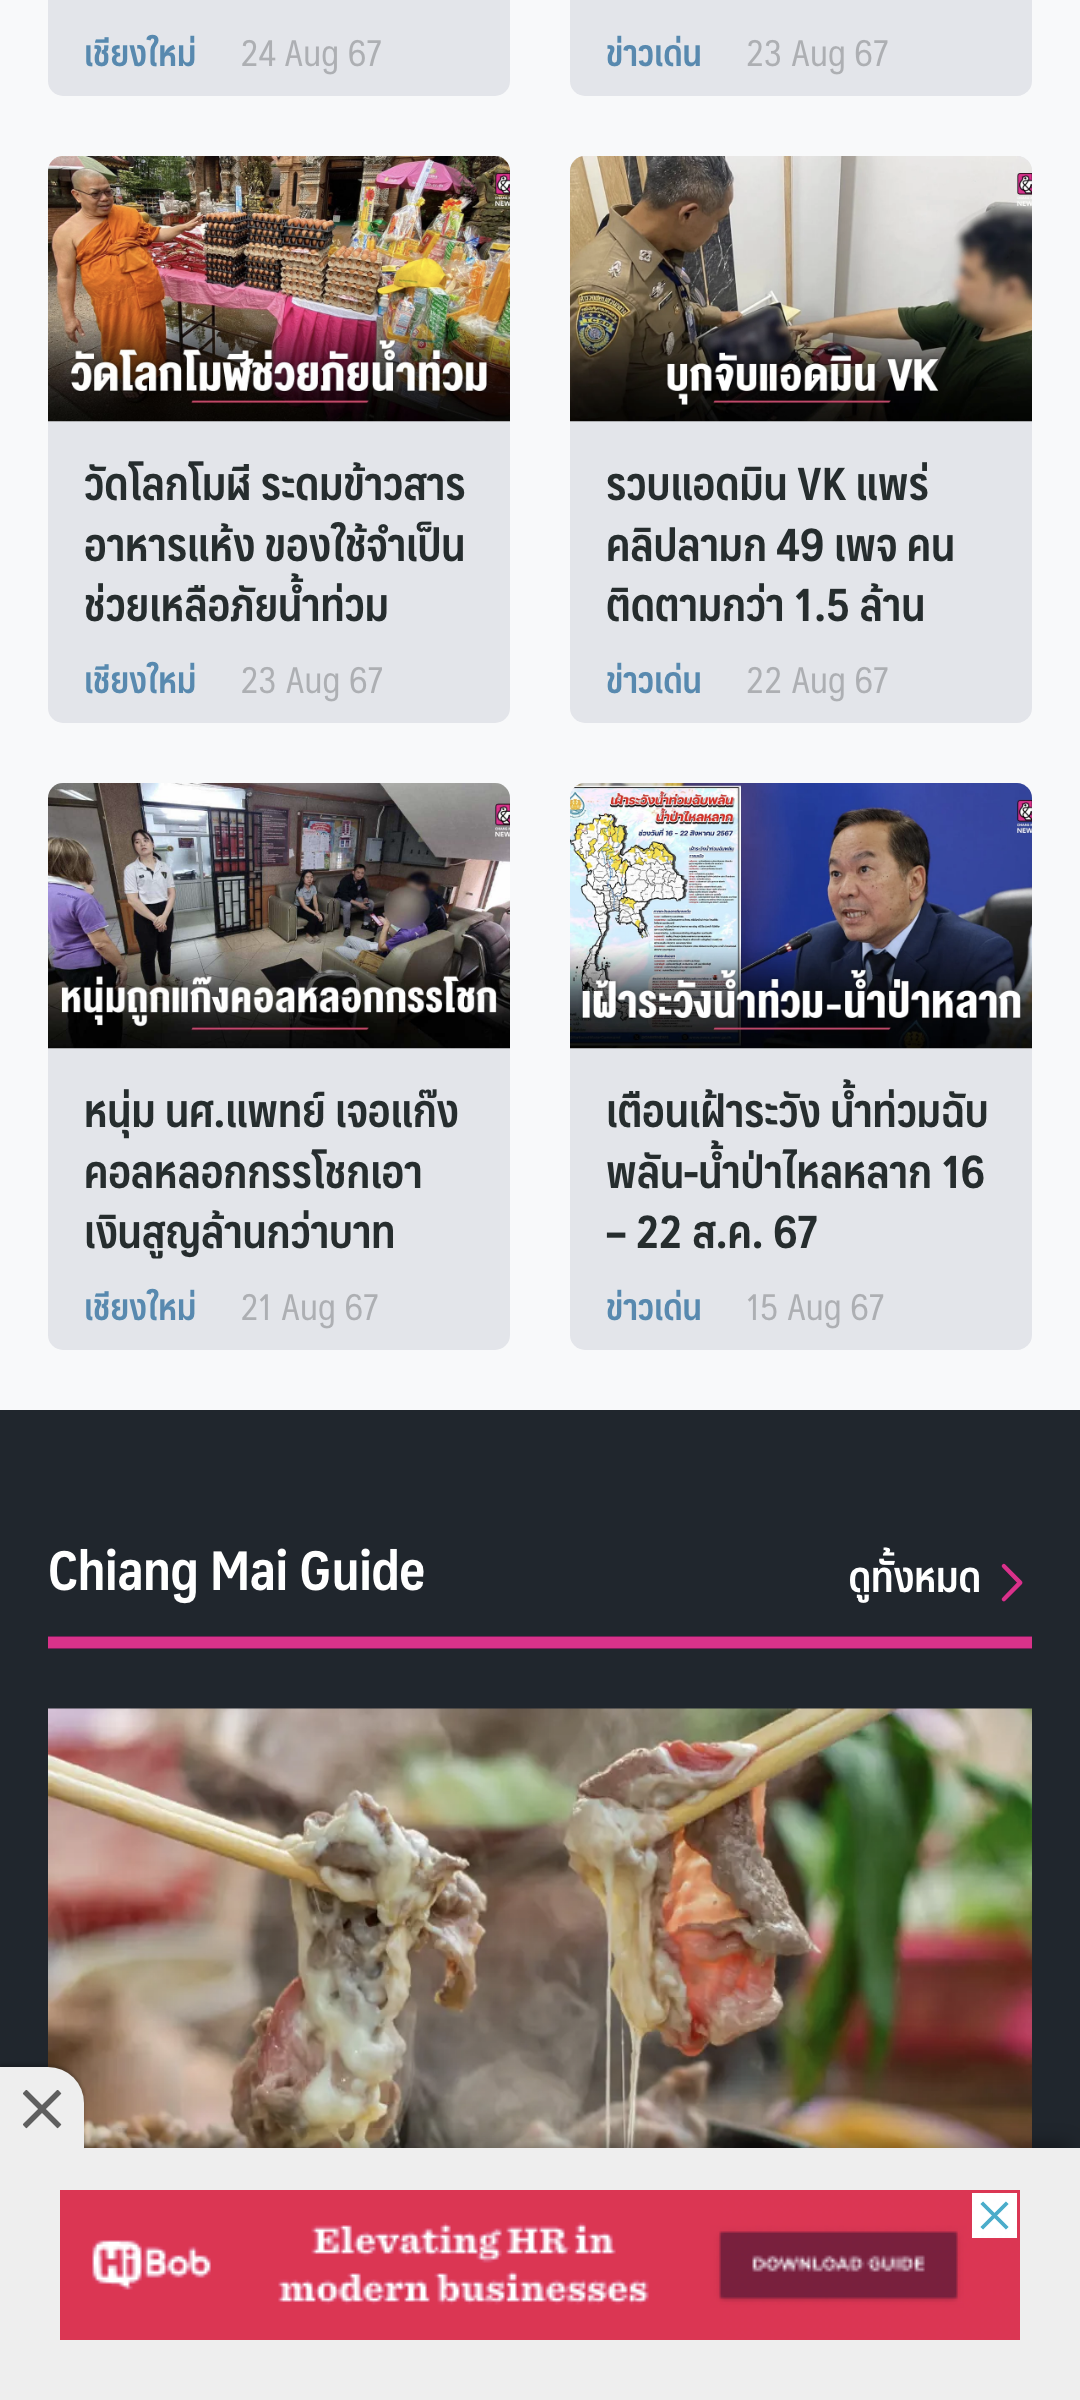 เชียงใหม่ 24 Aug 67
ข่าวเด่น 23 Aug 67
วัดโลกโมฬีช่วยภัยน้ำท่วม
วัดโลกโมฬี ระดมข้าวสาร
อาหารแห้ง ของใช้จำเป็น
ช่วยเหลือภัยน้ำท่วม
เชียงใหม่ 23 Aug 67
บุกจับแอดมิน VK
รวบแอดมิน VK แพร่
คลิปลามก 49 เพจ คน
ติดตามกว่า 1.5 ล้าน
ข่าวเด่น 22 Aug 67
หนุ่มถูกแก๊งคอลหลอกกรรโชก
หนุ่ม นศ.แพทย์ เจอแก๊ง
คอลหลอกกรรโชกเอา
เงินสูญล้านกว่าบาท
เชียงใหม่ 21 Aug 67
เฝ้าระวังน้ำท่วมฉับพลัน
น้ำป่าไหลหลาก
ช่วงวันที่ 16 - 22 สิงหาคม 2567
เฝ้าระวังน้ำท่วม-น้ำป่าหลาก
เตือนเฝ้าระวัง น้ำท่วมฉับ
พลัน-น้ำป่าไหลหลาก 16
– 22 ส.ค. 67
ข่าวเด่น 15 Aug 67
Chiang Mai Guide
ดูทั้งหมด
HiBob
Elevating HR in
modern businesses
DOWNLOAD GUIDE